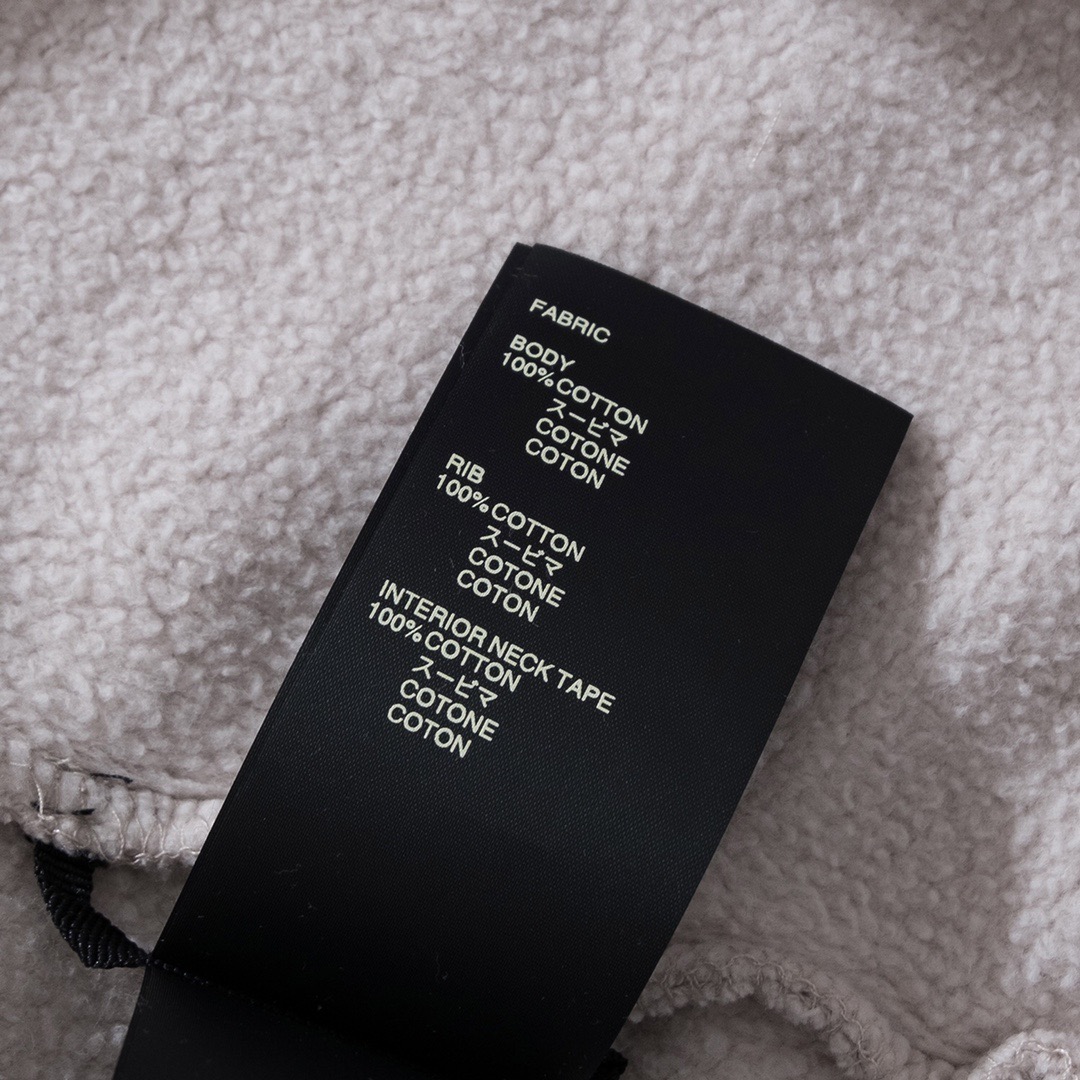 FABRIC
BODY
100% COTTON
スーピマ
COTONE
COTON
RIB
100% COTTON
スーピマ
COTONE
COTON
INTERIOR NECK TAPE
100% COTTON
スーピマ
COTONE
COTON